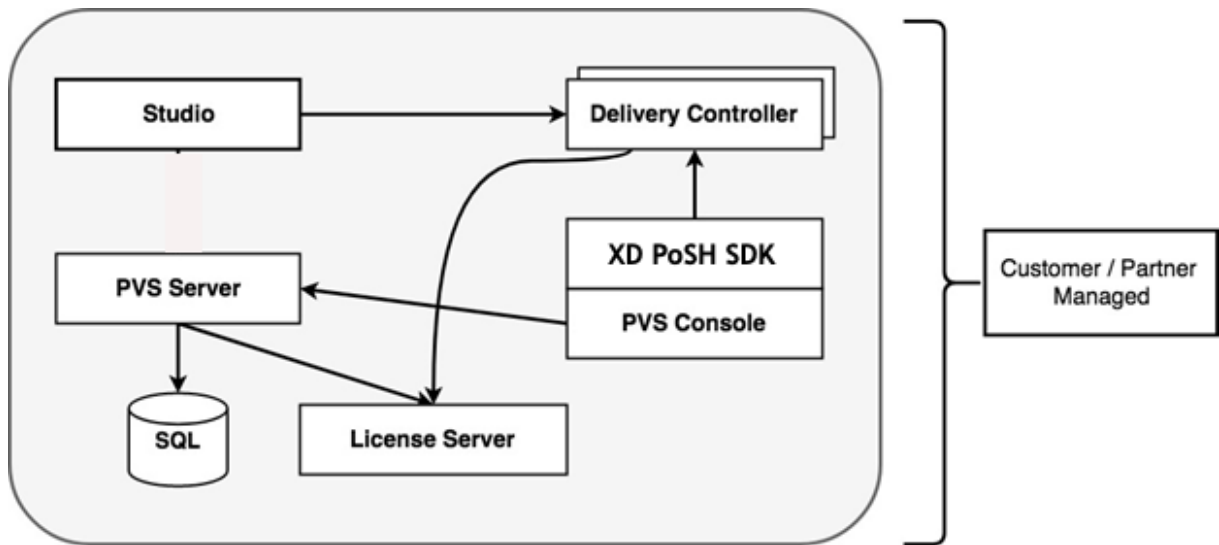 Studio
Delivery Controller
XD PoSH SDK
PVS Server
PVS Console
Customer / Partner
Managed
SQL
License Server